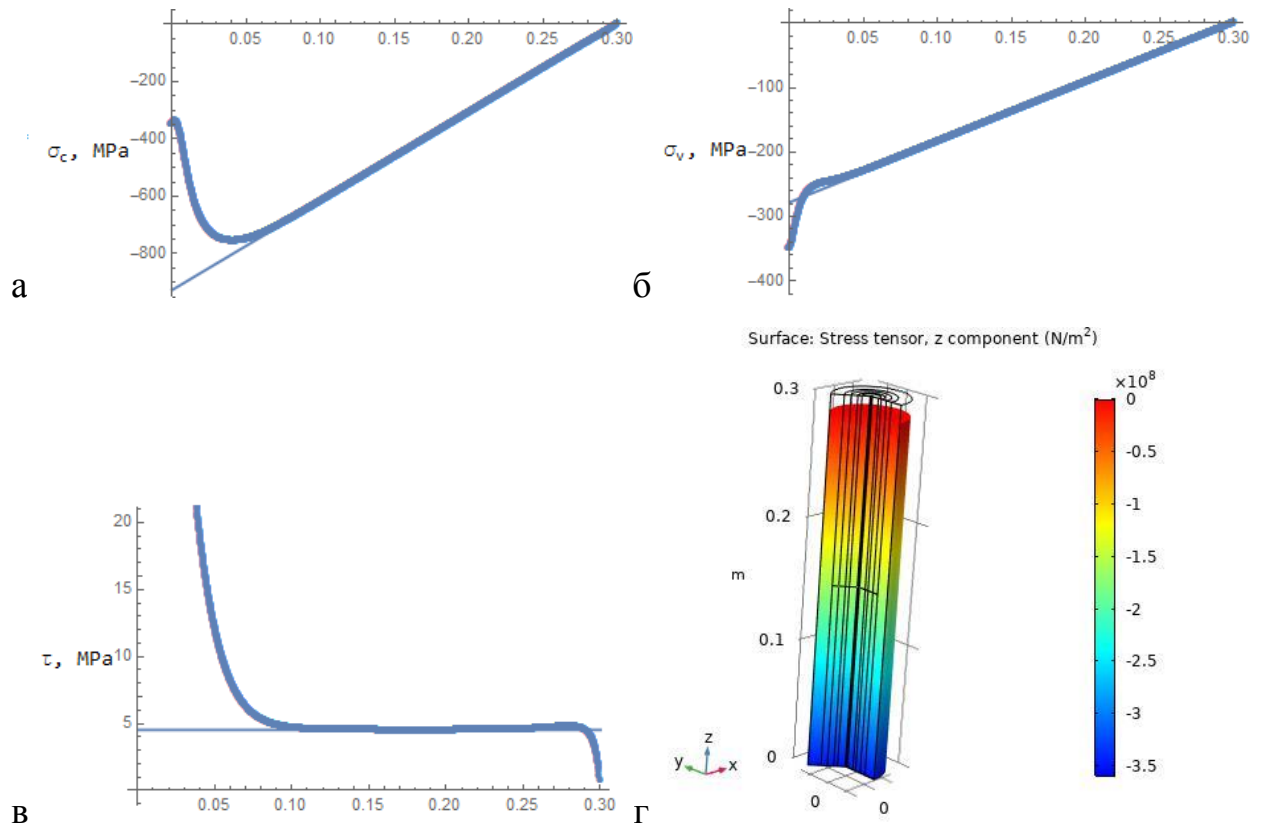 0.05 0.10 0.15 0.20 0.25 0.30
−200
−400
−600
−800
σc, MPa
а
0.05 0.10 0.15 0.20 0.25 0.30
−100
−200
−300
−400
σv, MPa
б
20
15
10
5
τ, MPa
0.05 0.10 0.15 0.20 0.25 0.30
в
Surface: Stress tensor, z component (N/m²)
0.3
0.2
m
0.1
0
0 0
z
y x
×10⁸
0
-0.5
-1
-1.5
-2
-2.5
-3
-3.5
г